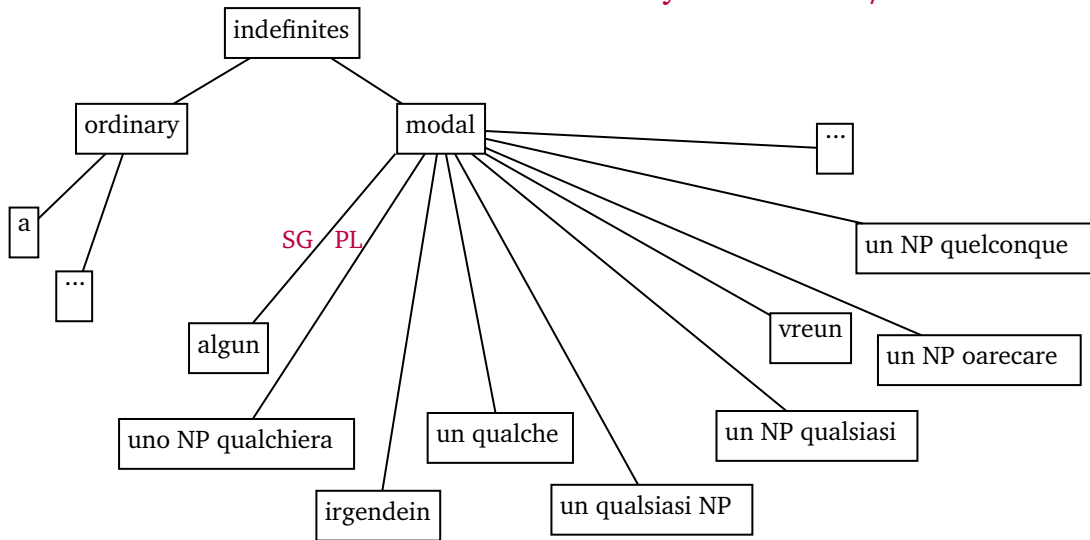 indefinites
ordinary
modal
...
a
un NP quelconque
SG PL
...
algun
vreun
un NP oarecare
uno NP qualchiera
un qualche
un NP qualsiasi
irgendein
un qualsiasi NP